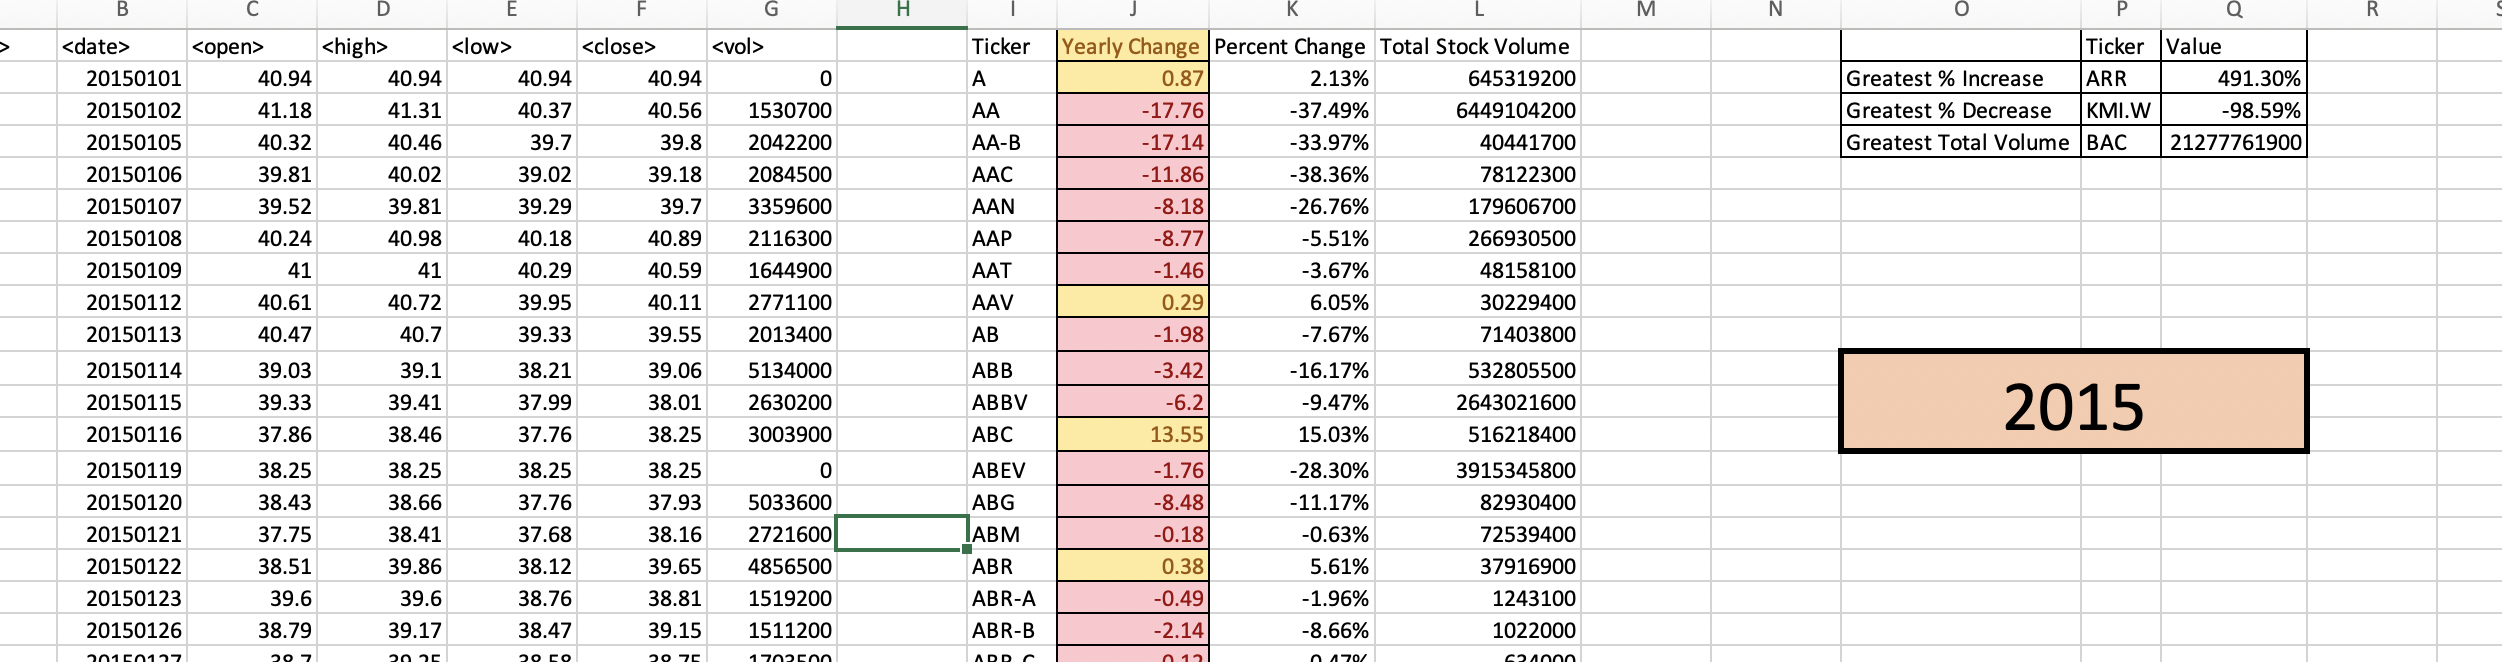 B C D E F G H I J K L M N O P Q R S
> <date> <open> <high> <low> <close> <vol> Ticker Yearly Change Percent Change Total Stock Volume Ticker Value
20150101 40.94 40.94 40.94 40.94 0 A 0.87 2.13% 645319200 Greatest % Increase ARR 491.30%
20150102 41.18 41.31 40.37 40.56 1530700 AA -17.76 -37.49% 6449104200 Greatest % Decrease KMI.W -98.59%
20150105 40.32 40.46 39.7 39.8 2042200 AA-B -17.14 -33.97% 40441700 Greatest Total Volume BAC 21277761900
20150106 39.81 40.02 39.02 39.18 2084500 AAC -11.86 -38.36% 78122300
20150107 39.52 39.81 39.29 39.7 3359600 AAN -8.18 -26.76% 179606700
20150108 40.24 40.98 40.18 40.89 2116300 AAP -8.77 -5.51% 266930500
20150109 41 41 40.29 40.59 1644900 AAT -1.46 -3.67% 48158100
20150112 40.61 40.72 39.95 40.11 2771100 AAV 0.29 6.05% 30229400
20150113 40.47 40.7 39.33 39.55 2013400 AB -1.98 -7.67% 71403800
20150114 39.03 39.1 38.21 39.06 5134000 ABB -3.42 -16.17% 532805500
20150115 39.33 39.41 37.99 38.01 2630200 ABBV -6.2 -9.47% 2643021600 2015
20150116 37.86 38.46 37.76 38.25 3003900 ABC 13.55 15.03% 516218400
20150119 38.25 38.25 38.25 38.25 0 ABEV -1.76 -28.30% 3915345800
20150120 38.43 38.66 37.76 37.93 5033600 ABG -8.48 -11.17% 82930400
20150121 37.75 38.41 37.68 38.16 2721600 ABM -0.18 -0.63% 72539400
20150122 38.51 39.86 38.12 39.65 4856500 ABR 0.38 5.61% 37916900
20150123 39.6 39.6 38.76 38.81 1519200 ABR-A -0.49 -1.96% 1243100
20150126 38.79 39.17 38.47 39.15 1511200 ABR-B -2.14 -8.66% 1022000
20150127 38.7 39.25 38.58 38.75 1703500